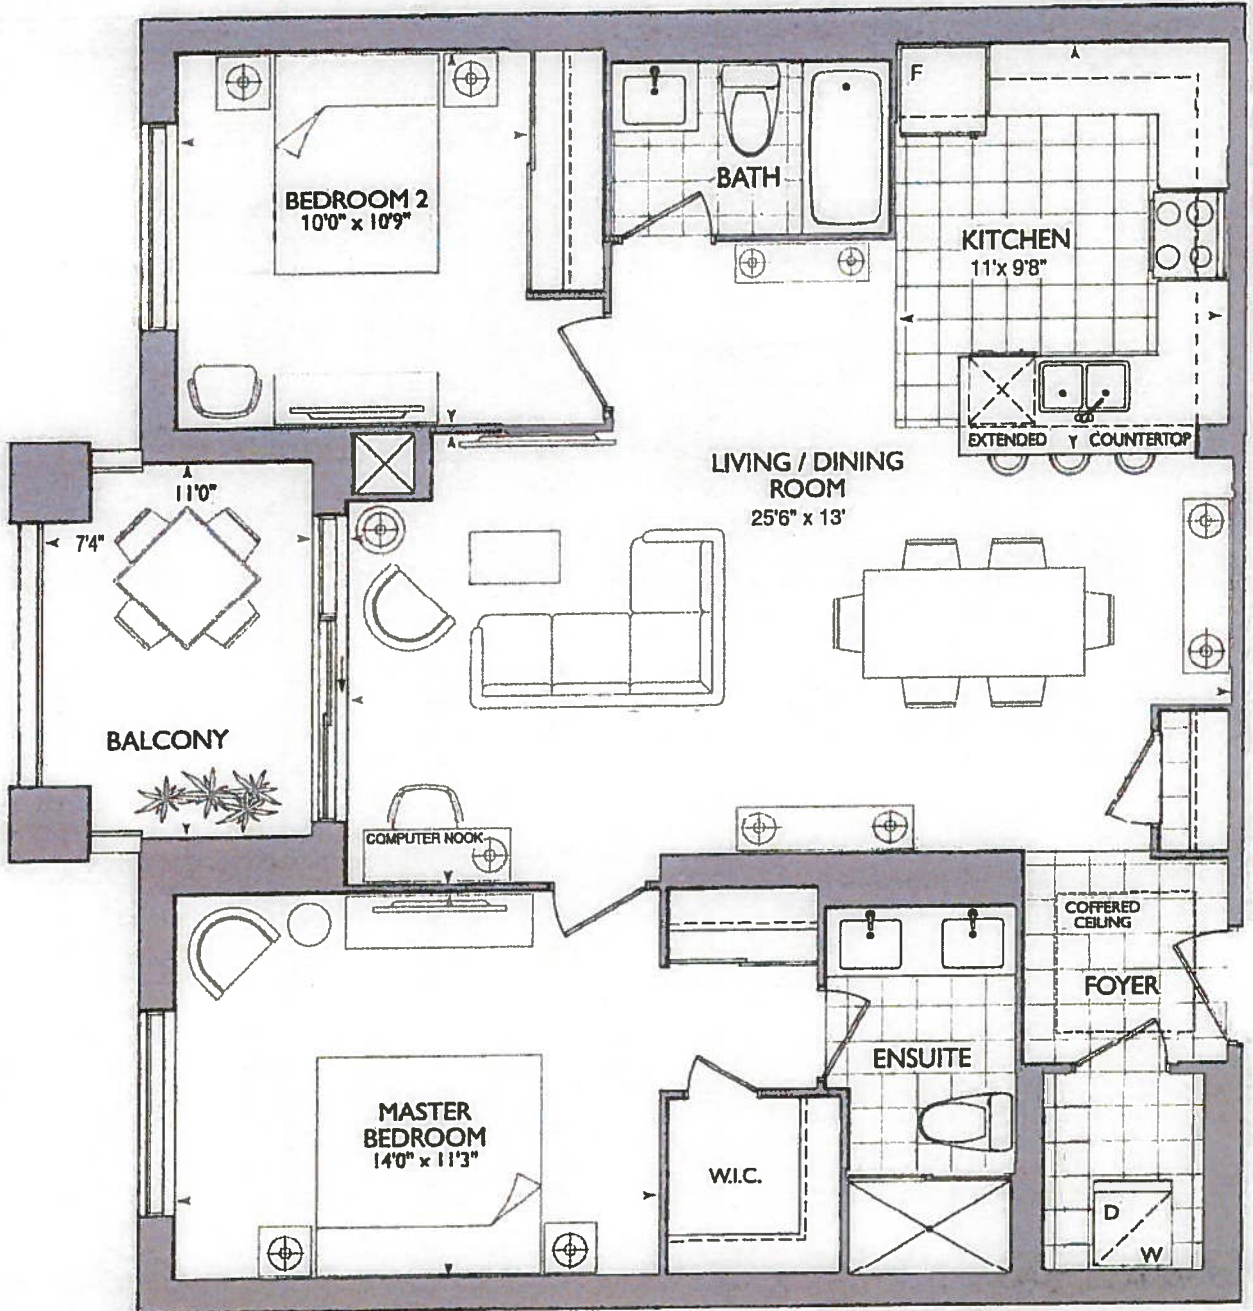 F
BATH
BEDROOM 2
10'0" x 10'9"
KITCHEN
11'x 9'8"
EXTENDED COUNTERTOP
LIVING / DINING
ROOM
25'6" x 13'
11'0"
7'4"
BALCONY
COMPUTER NOOK
COFFERED
CEILING
FOYER
ENSUITE
MASTER
BEDROOM
14'0" x 11'3"
W.I.C.
D
W